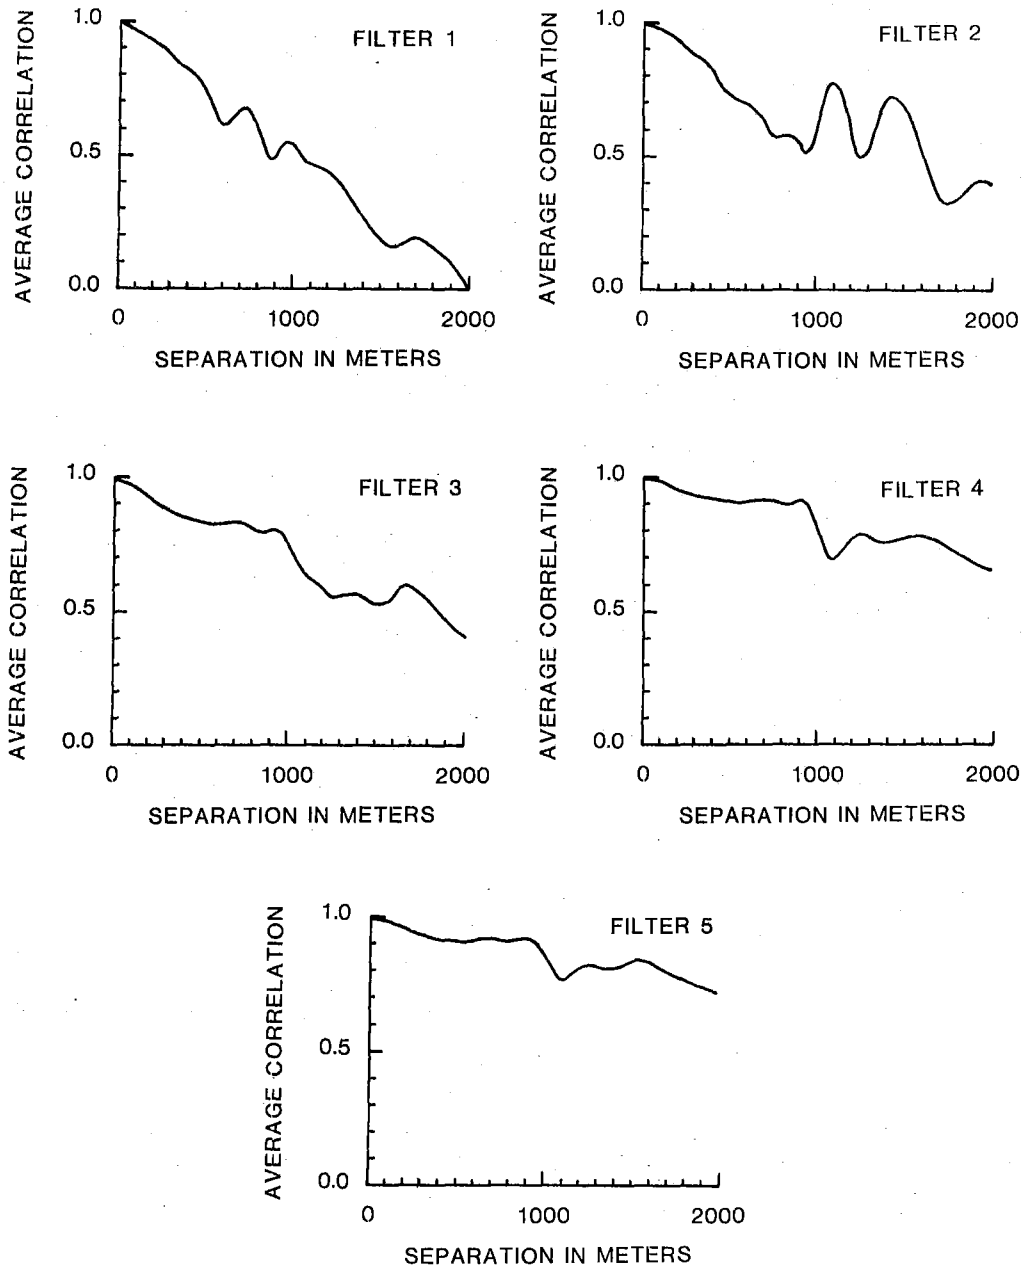 FILTER 1
AVERAGE CORRELATION
1.0
0.5
0.0
0 1000 2000
SEPARATION IN METERS
FILTER 2
AVERAGE CORRELATION
1.0
0.5
0.0
0 1000 2000
SEPARATION IN METERS
FILTER 3
AVERAGE CORRELATION
1.0
0.5
0.0
0 1000 2000
SEPARATION IN METERS
FILTER 4
AVERAGE CORRELATION
1.0
0.5
0.0
0 1000 2000
SEPARATION IN METERS
FILTER 5
AVERAGE CORRELATION
1.0
0.5
0.0
0 1000 2000
SEPARATION IN METERS